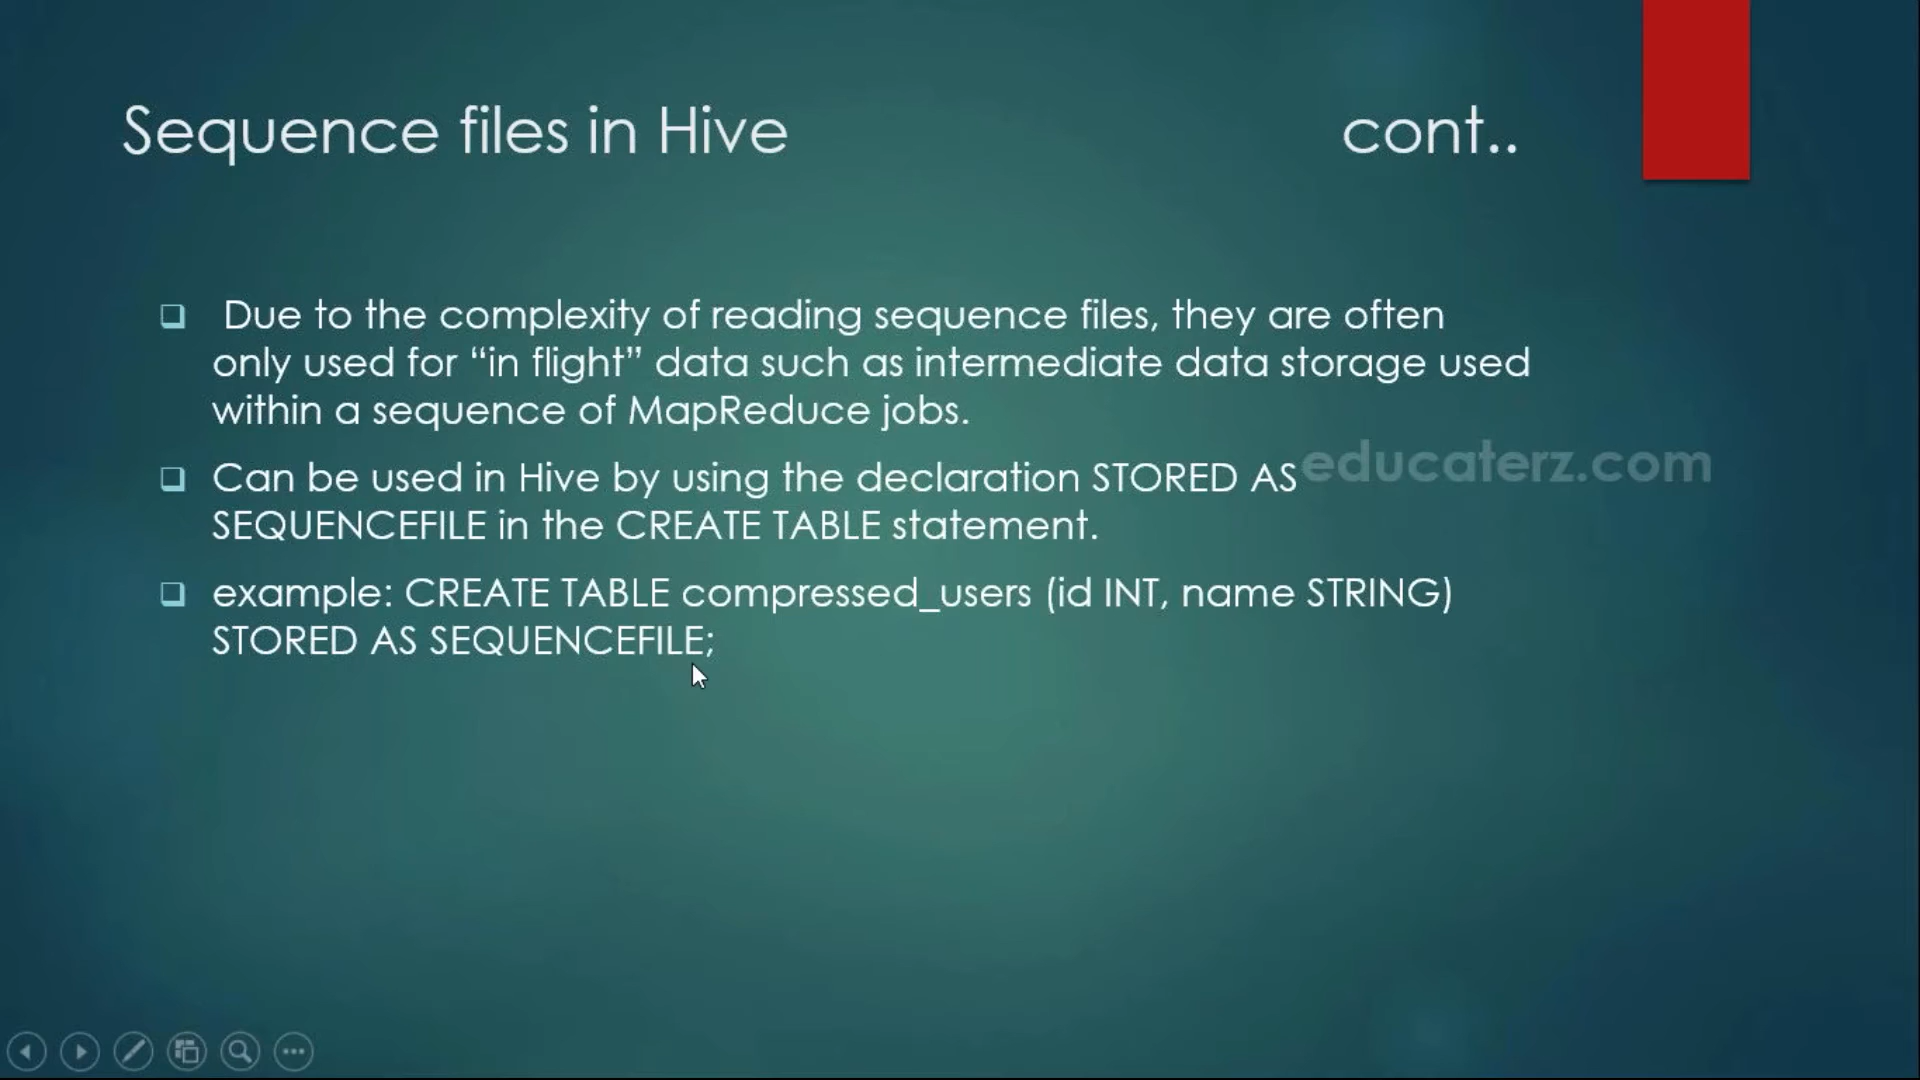 Sequence files in Hive cont..
Due to the complexity of reading sequence files, they are often
only used for “in flight” data such as intermediate data storage used
within a sequence of MapReduce jobs.
Can be used in Hive by using the declaration STORED AS
SEQUENCEFILE in the CREATE TABLE statement.
educaterz.com
example: CREATE TABLE compressed_users (id INT, name STRING)
STORED AS SEQUENCEFILE;